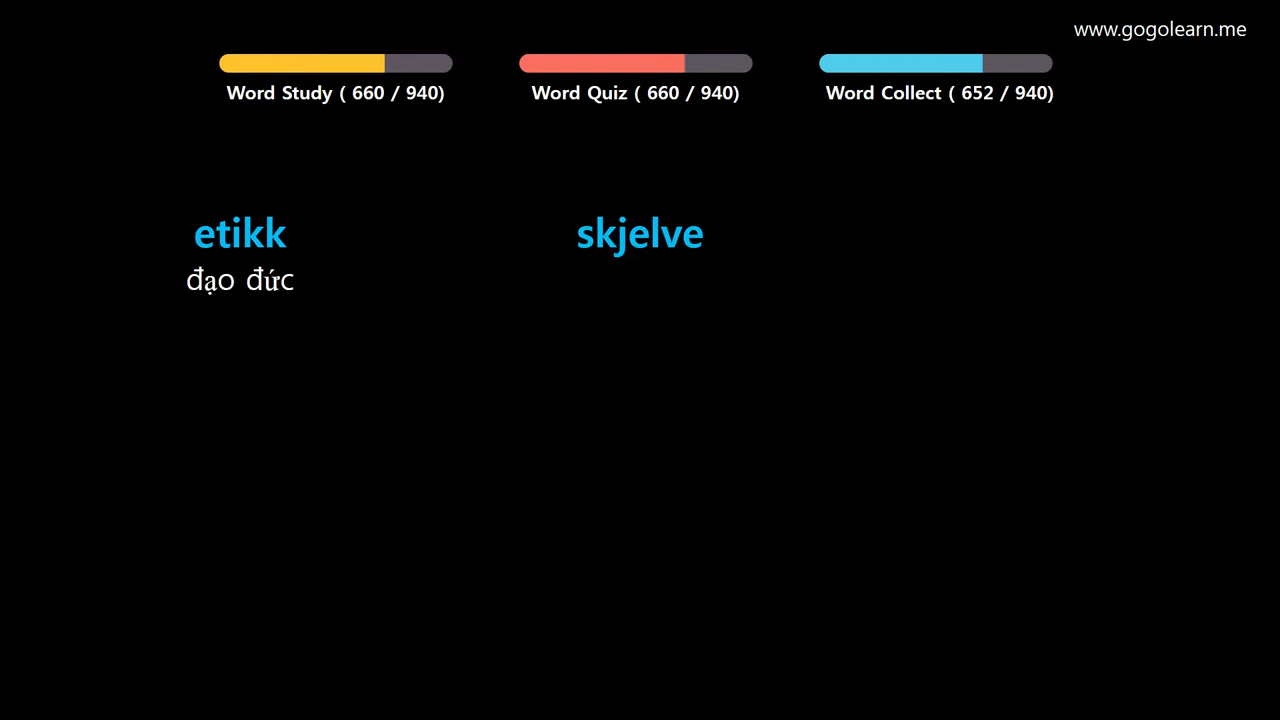 www.gogolearn.me
Word Study ( 660 / 940)
Word Quiz ( 660 / 940)
Word Collect ( 652 / 940)
etikk
skjelve
đạo đức